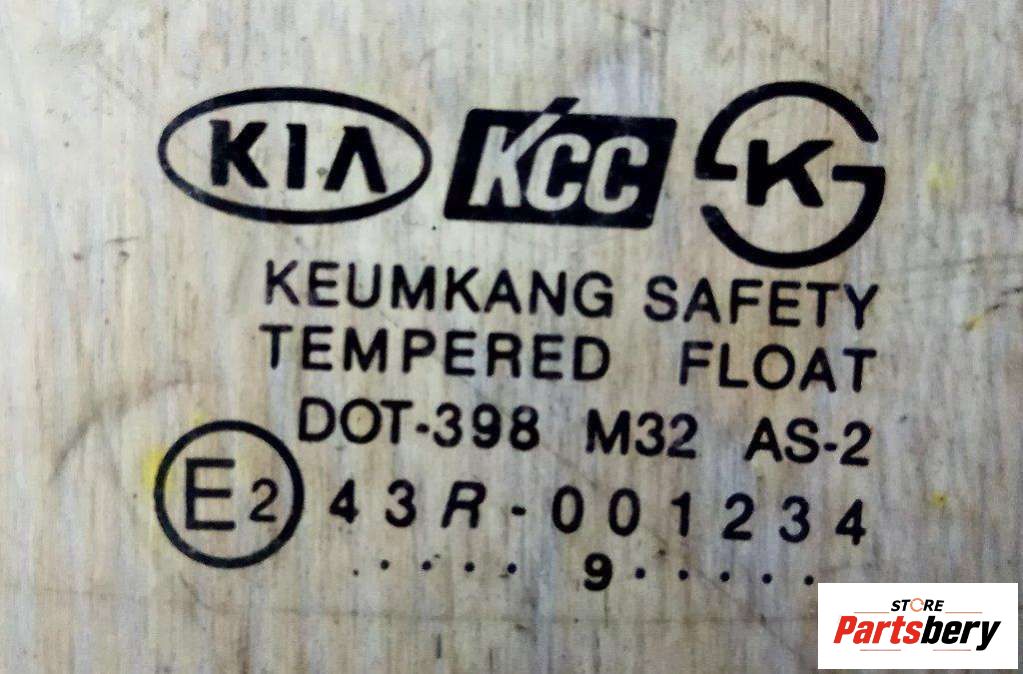 KIA KCC K
KEUMKANG SAFETY
TEMPERED FLOAT
DOT-398 M32 AS-2
E2 43R-001234
..... 9.....
STORE
Partsbery